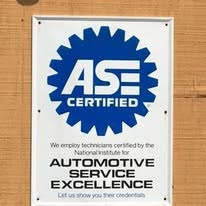 ASE
CERTIFIED
We employ technicians certified by the
National Institute for
AUTOMOTIVE
SERVICE
EXCELLENCE
Let us show you their credentials